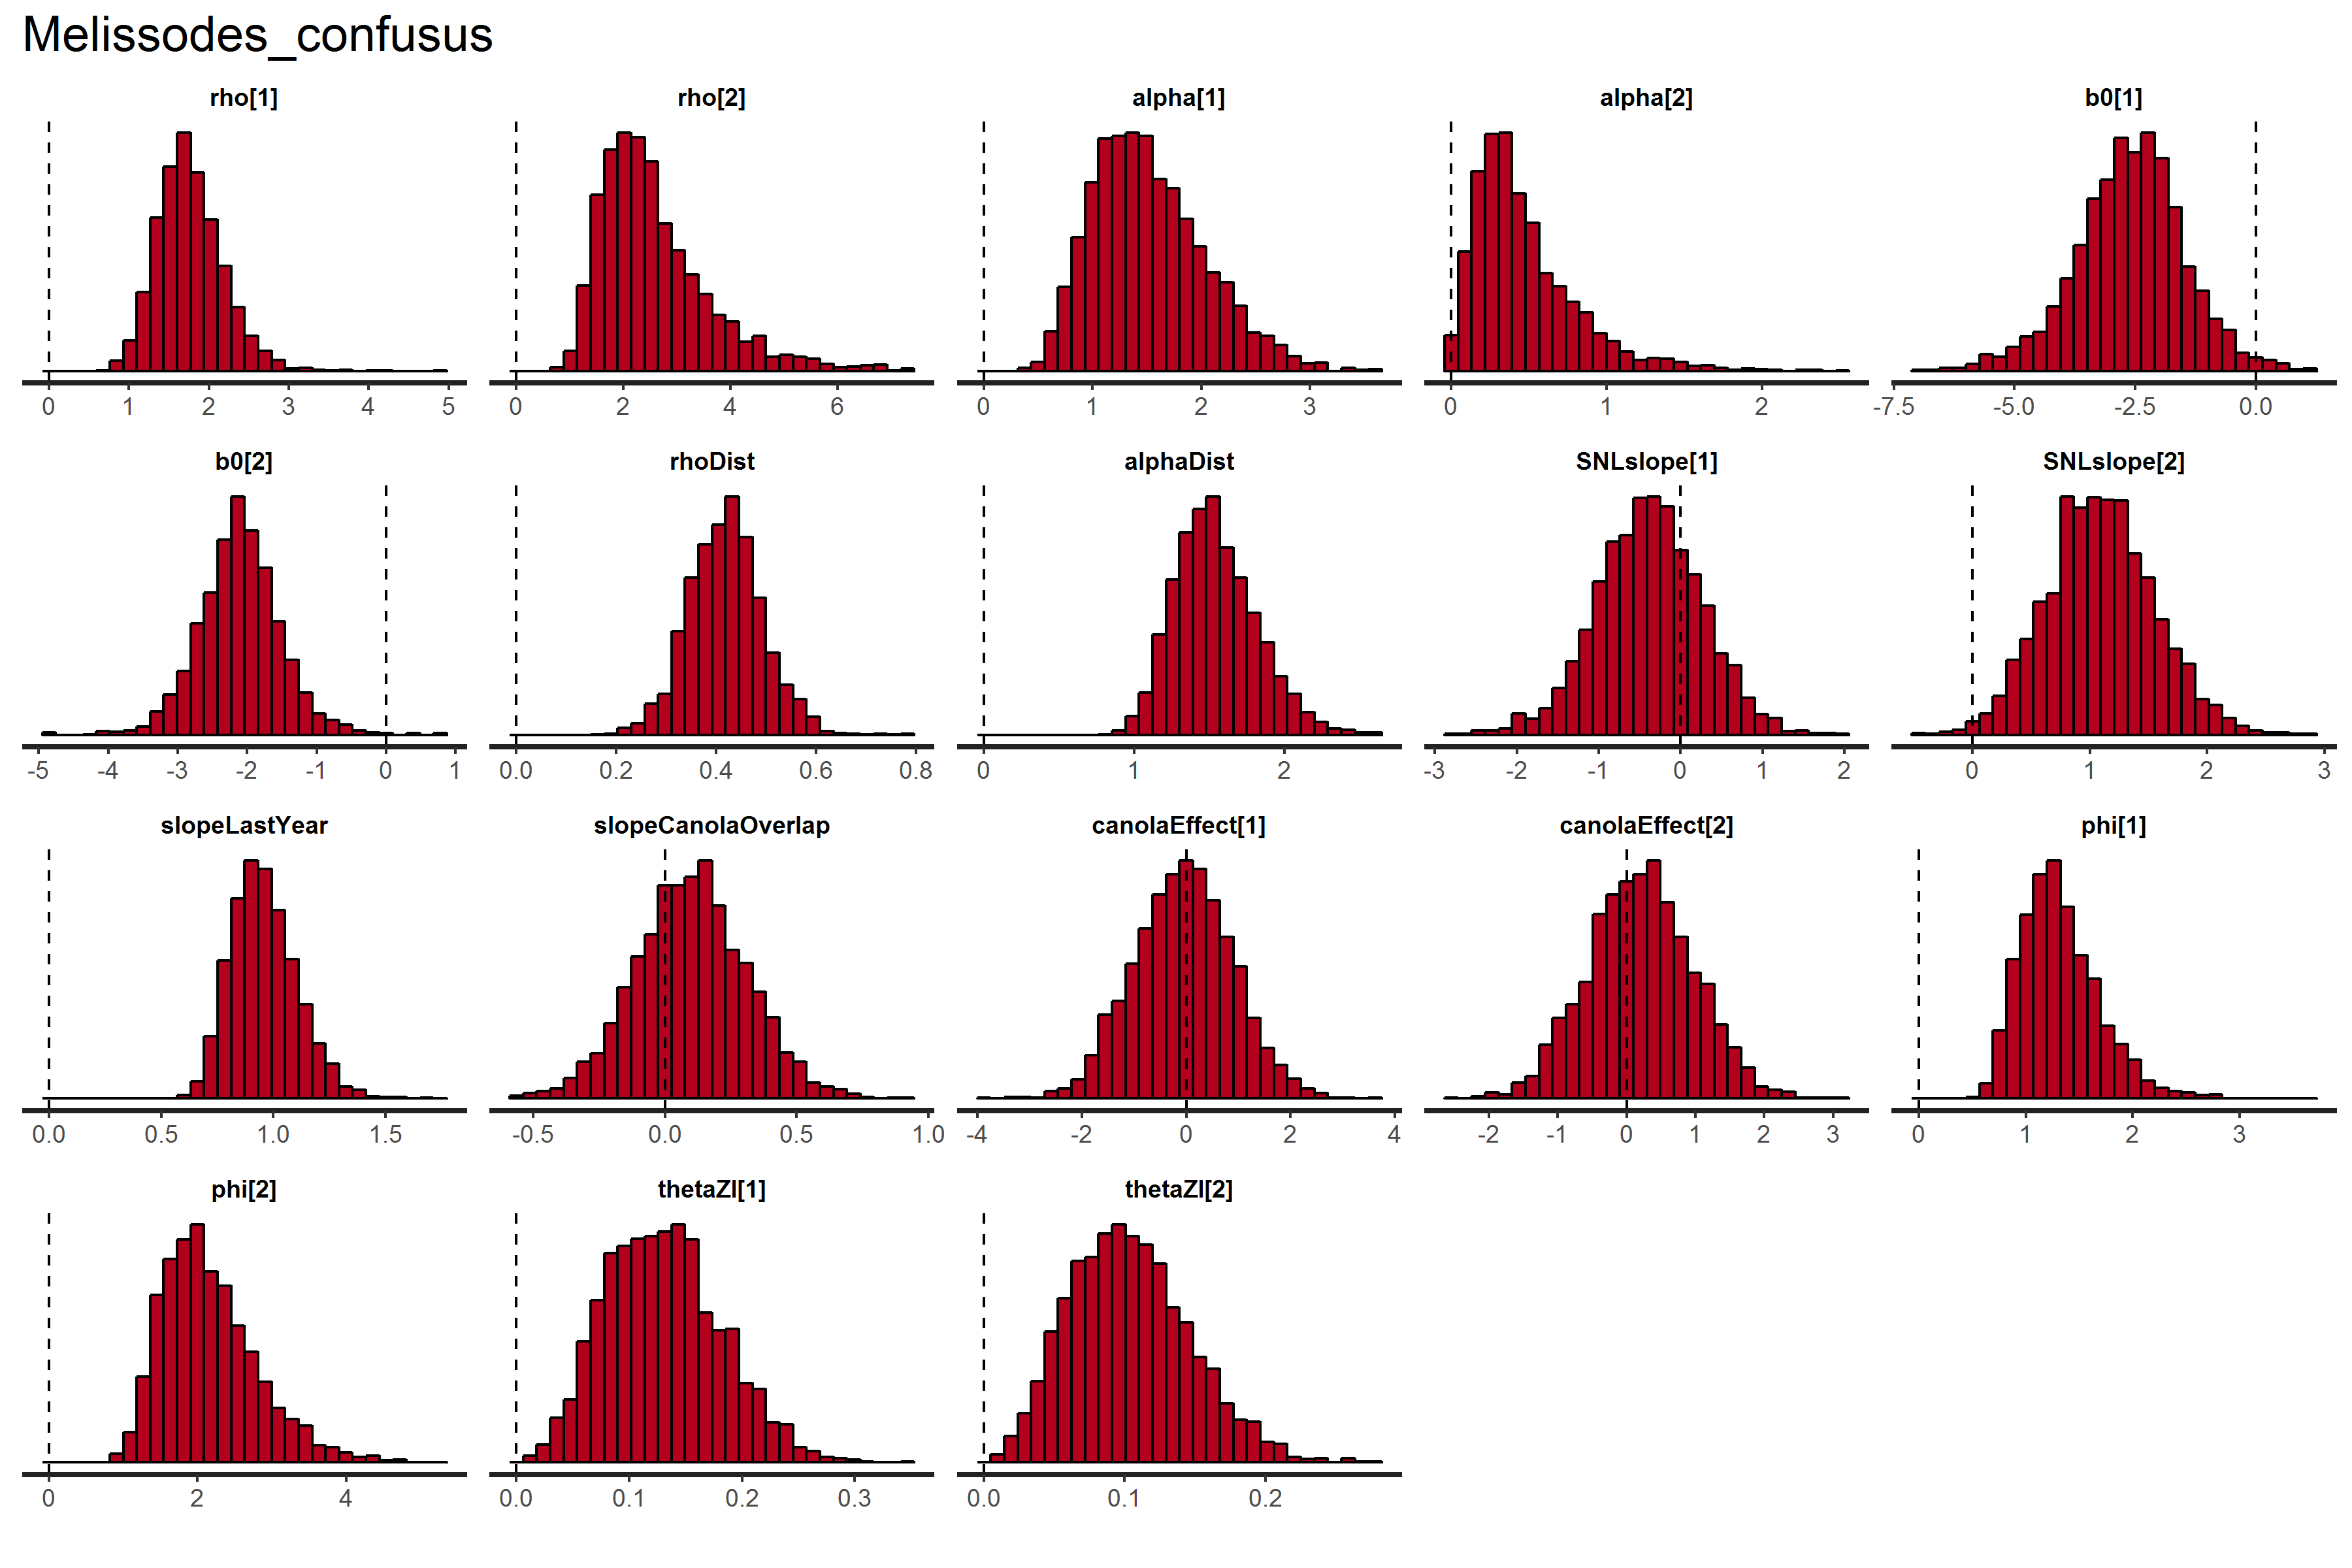 Melissodes_confusus
rho[1] rho[2] alpha[1] alpha[2] b0[1]
0 1 2 3 4 5 0 2 4 6 0 1 2 3 0 1 2 -7.5 -5.0 -2.5 0.0
b0[2] rhoDist alphaDist SNLslope[1] SNLslope[2]
-5 -4 -3 -2 -1 0 1 0.0 0.2 0.4 0.6 0.8 0 1 2 -3 -2 -1 0 1 2 0 1 2 3
slopeLastYear slopeCanolaOverlap canolaEffect[1] canolaEffect[2] phi[1]
0.0 0.5 1.0 1.5 -0.5 0.0 0.5 1.0 -4 -2 0 2 4 -2 -1 0 1 2 3 0 1 2 3
phi[2] thetaZI[1] thetaZI[2]
0 2 4 0.0 0.1 0.2 0.3 0.0 0.1 0.2